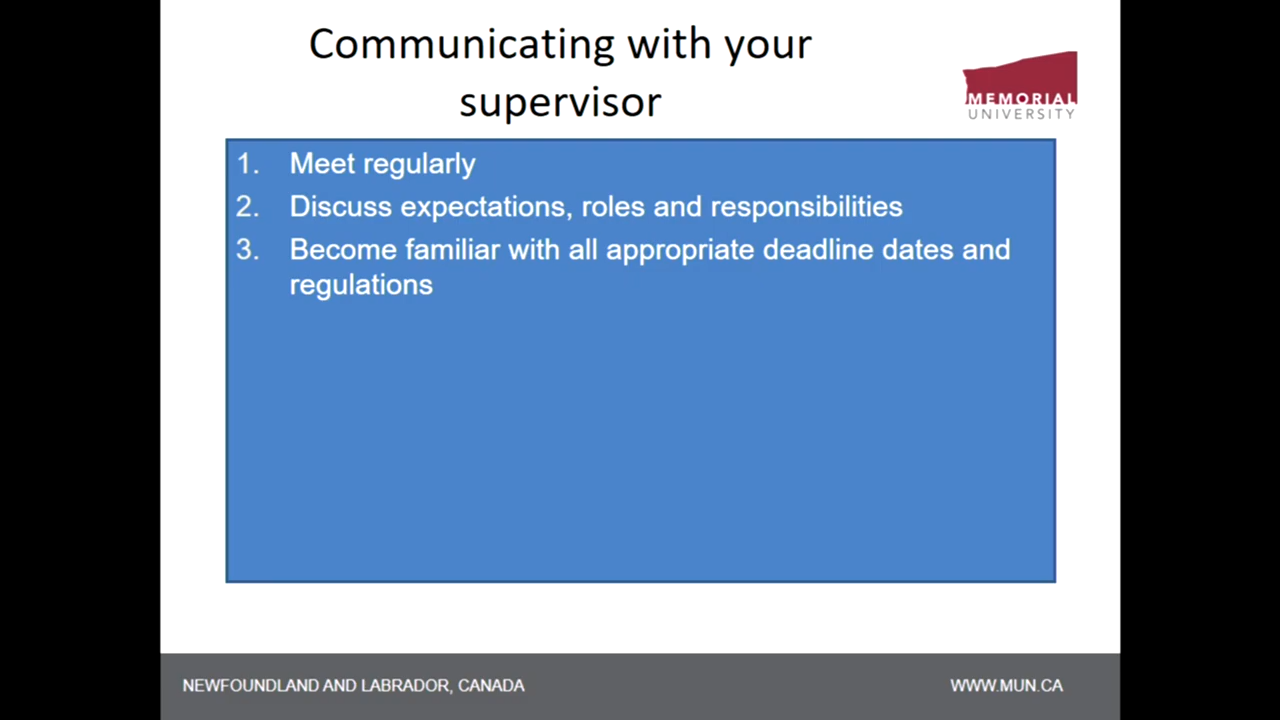 Communicating with your
supervisor
MEMORIAL
UNIVERSITY
1. Meet regularly
2. Discuss expectations, roles and responsibilities
3. Become familiar with all appropriate deadline dates and
regulations
NEWFOUNDLAND AND LABRADOR, CANADA
WWW.MUN.CA